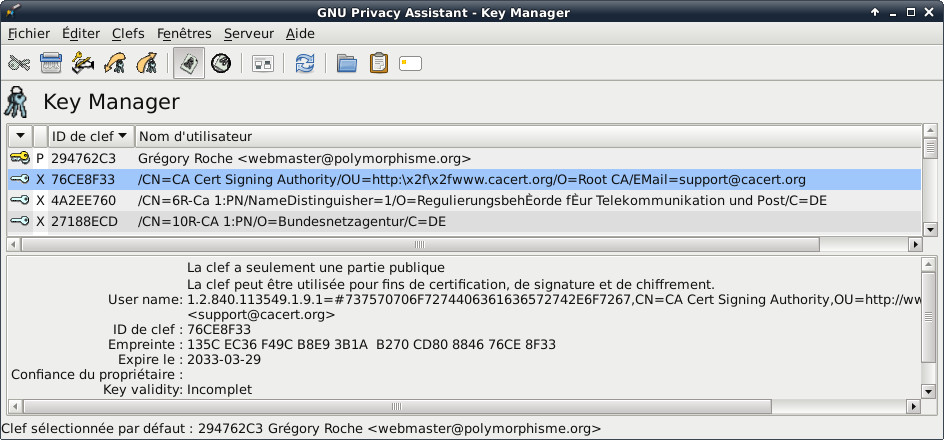 GNU Privacy Assistant - Key Manager
Fichier Éditer Clefs Fenêtres Serveur Aide
Key Manager
ID de clef Nom d'utilisateur
P 294762C3 Grégory Roche <webmaster@polymorphisme.org>
X 76CE8F33 /CN=CA Cert Signing Authority/OU=http:\x2f\x2fwww.cacert.org/O=Root CA/EMail=support@cacert.org
X 4A2EE760 /CN=6R-Ca 1:PN/NameDistinguisher=1/O=RegulierungsbehÈorde fÈur Telekommunikation und Post/C=DE
X 27188ECD /CN=10R-CA 1:PN/O=Bundesnetzagentur/C=DE
La clef a seulement une partie publique
La clef peut être utilisée pour fins de certification, de signature et de chiffrement.
User name: 1.2.840.113549.1.9.1=#737570706F7274406361636572742E6F7267,CN=CA Cert Signing Authority,OU=http://ww
<support@cacert.org>
ID de clef : 76CE8F33
Empreinte : 135C EC36 F49C B8E9 3B1A  B270 CD80 8846 76CE 8F33
Expire le : 2033-03-29
Confiance du propriétaire :
Key validity: Incomplet
Clef sélectionnée par défaut : 294762C3 Grégory Roche <webmaster@polymorphisme.org>